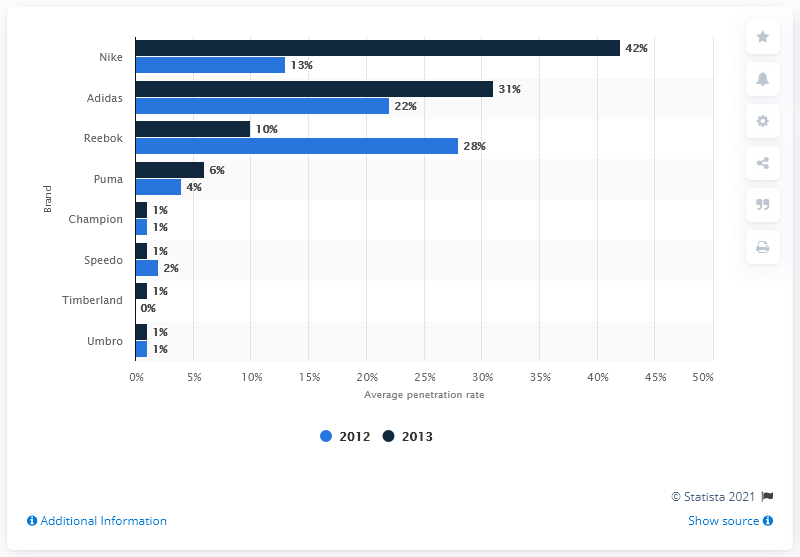 Nike
42%
13%
Adidas
31%
22%
Reebok
10%
28%
Puma
6%
4%
Brand
Champion
1%
1%
Speedo
1%
2%
Timberland
1%
0%
Umbro
1%
1%
0% 5% 10% 15% 20% 25% 30% 35% 40% 45% 50%
Average penetration rate
2012 2013
© Statista 2021
Additional Information Show source